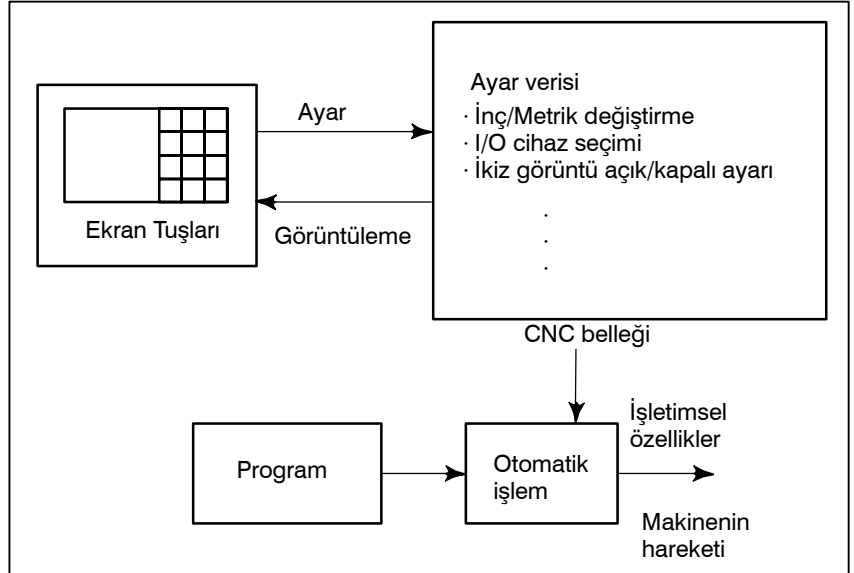 Ayar verisi
· İnç/Metrik değiştirme
· I/O cihaz seçimi
· İkiz görüntü açık/kapalı ayarı
.
.
.
Ayar
Ekran Tuşları
Görüntüleme
CNC belleği
Program
Otomatik
işlem
İşletimsel
özellikler
Makinenin
hareketi